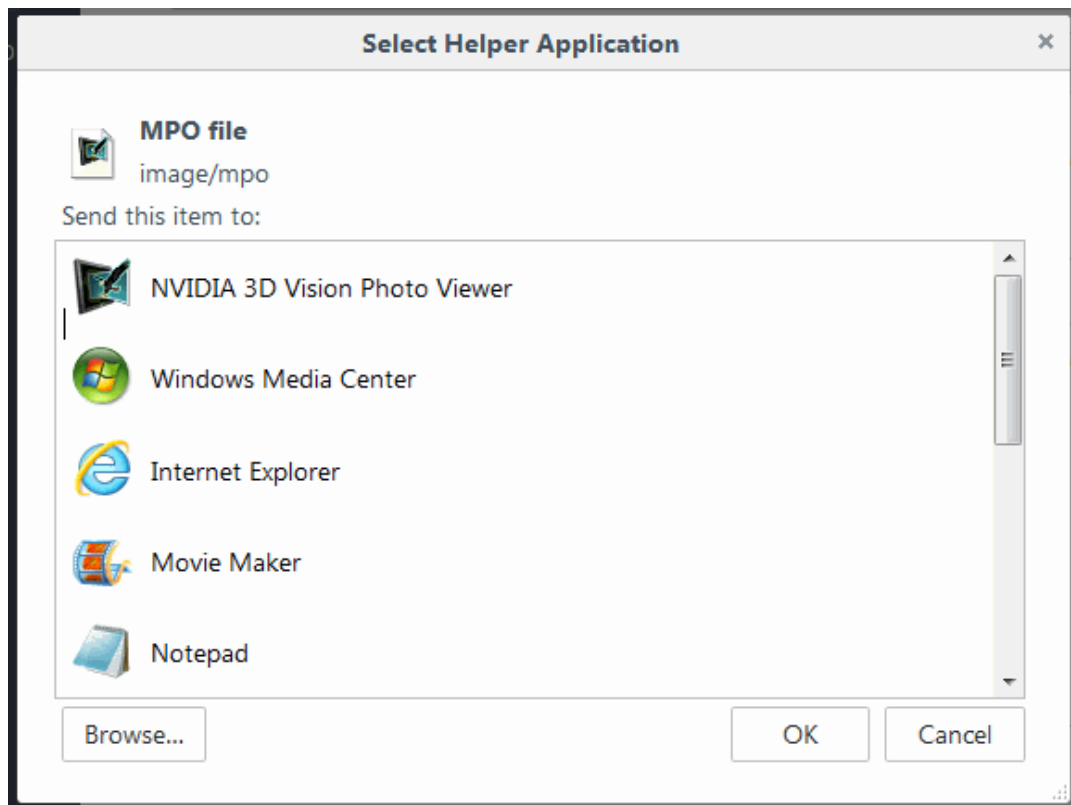 Select Helper Application
MPO file
image/mpo
Send this item to:
NVIDIA 3D Vision Photo Viewer
Windows Media Center
Internet Explorer
Movie Maker
Notepad
Browse...
OK
Cancel